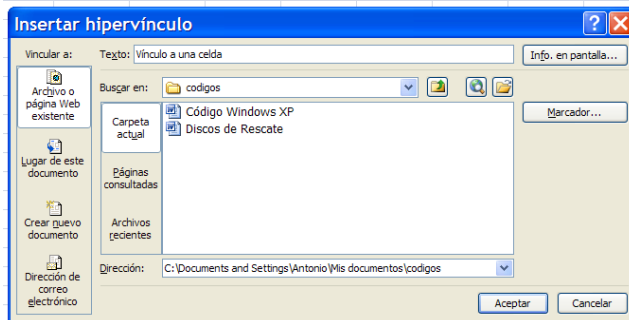 Insertar hipervínculo
Vincular a:
Texto: Vínculo a una celda
Info. en pantalla...
Archivo o
página Web
existente
Buscar en: codigos
Carpeta
actual
Código Windows XP
Discos de Rescate
Marcador...
Lugar de este
documento
Páginas
consultadas
Crear nuevo
documento
Archivos
recientes
Dirección de
correo
electrónico
Dirección: C:\Documents and Settings\Antonio\Mis documentos\codigos
Aceptar
Cancelar